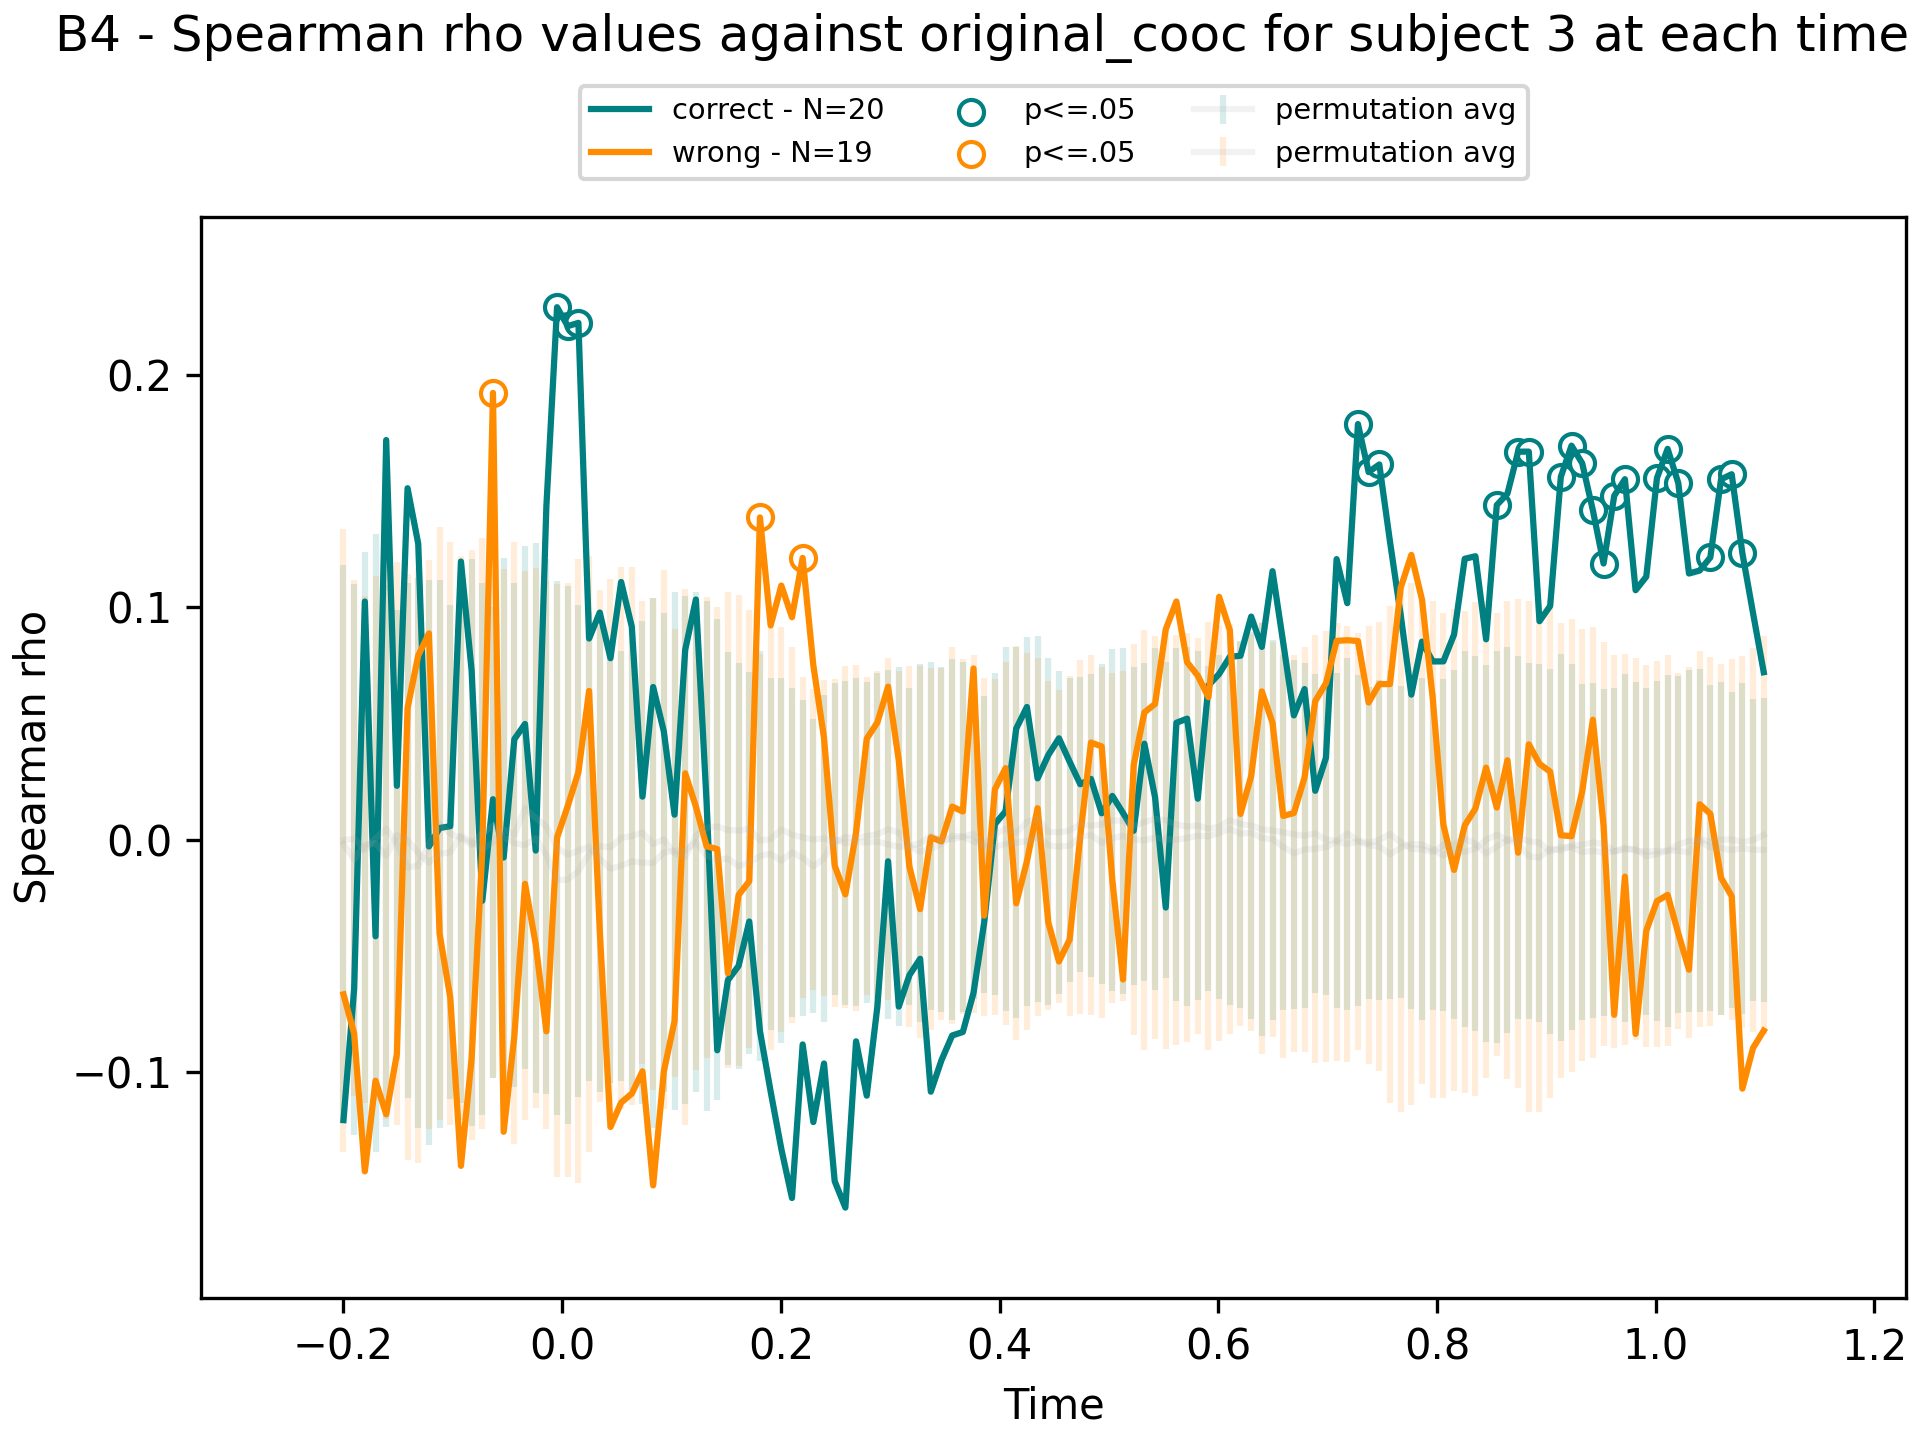 B4 - Spearman rho values against original_cooc for subject 3 at each time
correct - N=20 p<=.05 permutation avg
wrong - N=19 p<=.05 permutation avg
Spearman rho
0.2
0.1
0.0
−0.1
−0.2 0.0 0.2 0.4 0.6 0.8 1.0 1.2
Time